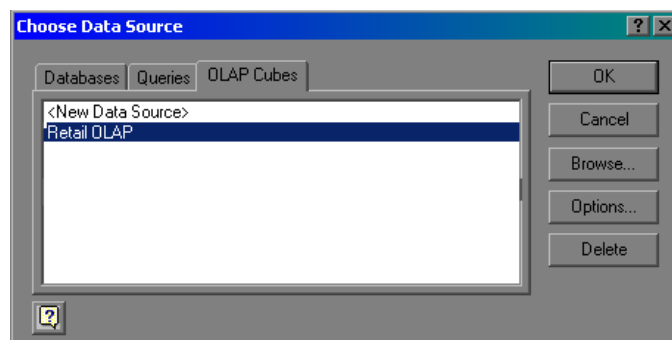 Choose Data Source
Databases Queries OLAP Cubes
<New Data Source>
Retail OLAP
OK
Cancel
Browse...
Options...
Delete